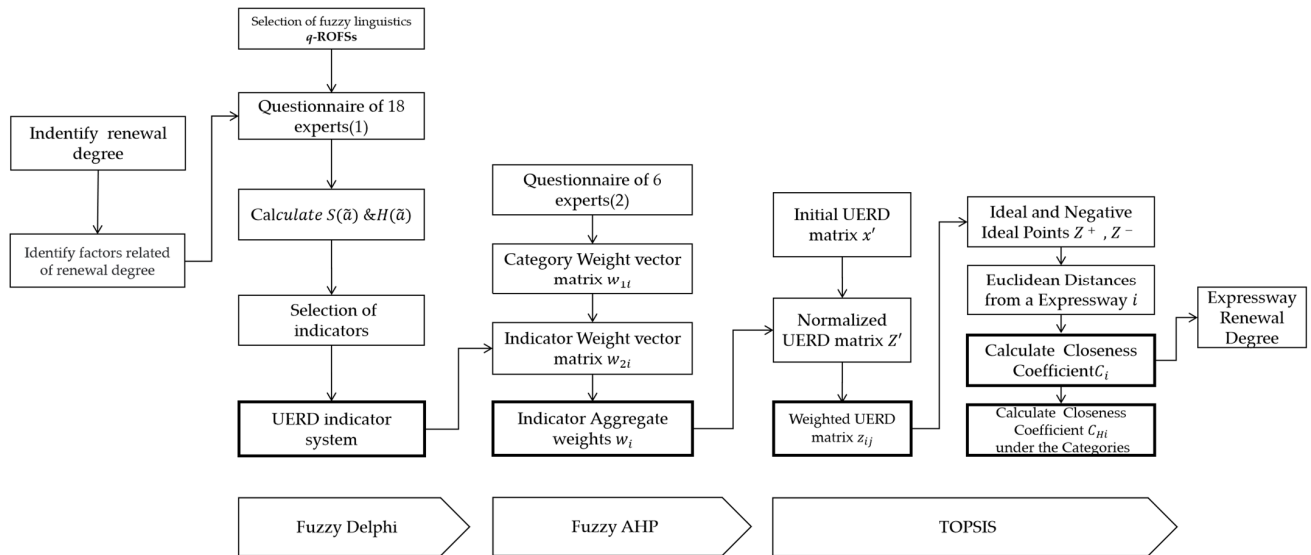 Selection of fuzzy linguistics
q-ROFSs
Questionnaire of 18
experts(1)
Indentify renewal
degree
Identify factors related
of renewal degree
Calculate S(ã) &H(ã)
Selection of
indicators
UERD indicator
system
Questionnaire of 6
experts(2)
Category Weight vector
matrix w₁ᵢ
Indicator Weight vector
matrix w₂ᵢ
Indicator Aggregate
weights wᵢ
Initial UERD
matrix x′
Normalized
UERD matrix Z′
Weighted UERD
matrix zᵢⱼ
Ideal and Negative
Ideal Points Z⁺ , Z⁻
Euclidean Distances
from a Expressway i
Calculate Closeness
CoefficientCᵢ
Calculate Closeness
Coefficient C_Hi
under the Categories
Expressway
Renewal
Degree
Fuzzy Delphi
Fuzzy AHP
TOPSIS